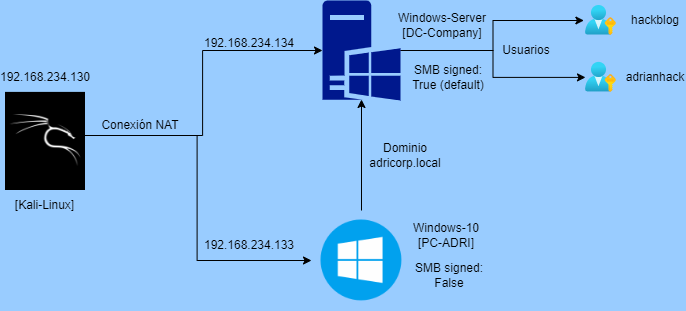 Windows-Server
[DC-Company]
hackblog
192.168.234.134
Usuarios
SMB signed:
True (default)
adrianhack
192.168.234.130
Conexión NAT
Dominio
adricorp.local
[Kali-Linux]
Windows-10
[PC-ADRI]
192.168.234.133
SMB signed:
False